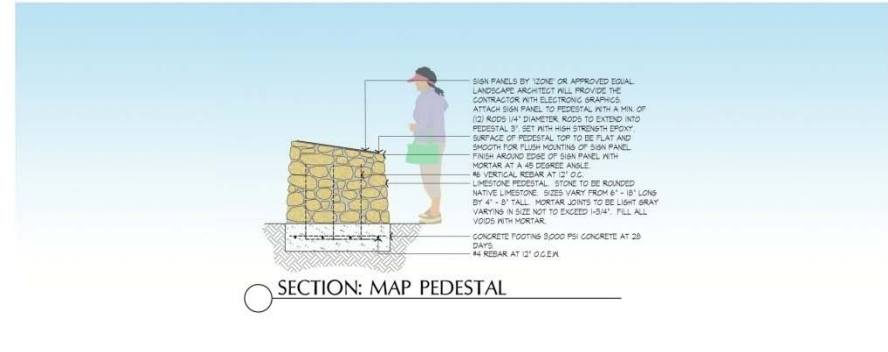 SIGN PANELS BY 'IZONE' OR APPROVED EQUAL.
LANDSCAPE ARCHITECT WILL PROVIDE THE
CONTRACTOR WITH ELECTRONIC GRAPHICS.
ATTACH SIGN PANEL TO PEDESTAL WITH A MIN. OF
(12) RODS 1/4" DIAMETER. RODS TO EXTEND INTO
PEDESTAL 3". SET WITH HIGH STRENGTH EPOXY.
SURFACE OF PEDESTAL TOP TO BE FLAT AND
SMOOTH FOR FLUSH MOUNTING OF SIGN PANEL.
FINISH AROUND EDGE OF SIGN PANEL WITH
MORTAR AT A 45 DEGREE ANGLE.
#6 VERTICAL REBAR AT 12" O.C.
LIMESTONE PEDESTAL. STONE TO BE ROUNDED
NATIVE LIMESTONE. SIZES VARY FROM 6" - 18" LONG
BY 4" - 8" TALL. MORTAR JOINTS TO BE LIGHT GRAY
VARYING IN SIZE NOT TO EXCEED 1-3/4". FILL ALL
VOIDS WITH MORTAR.
CONCRETE FOOTING 3,000 PSI CONCRETE AT 28
DAYS.
#4 REBAR AT 12" O.C.E.W.
SECTION: MAP PEDESTAL